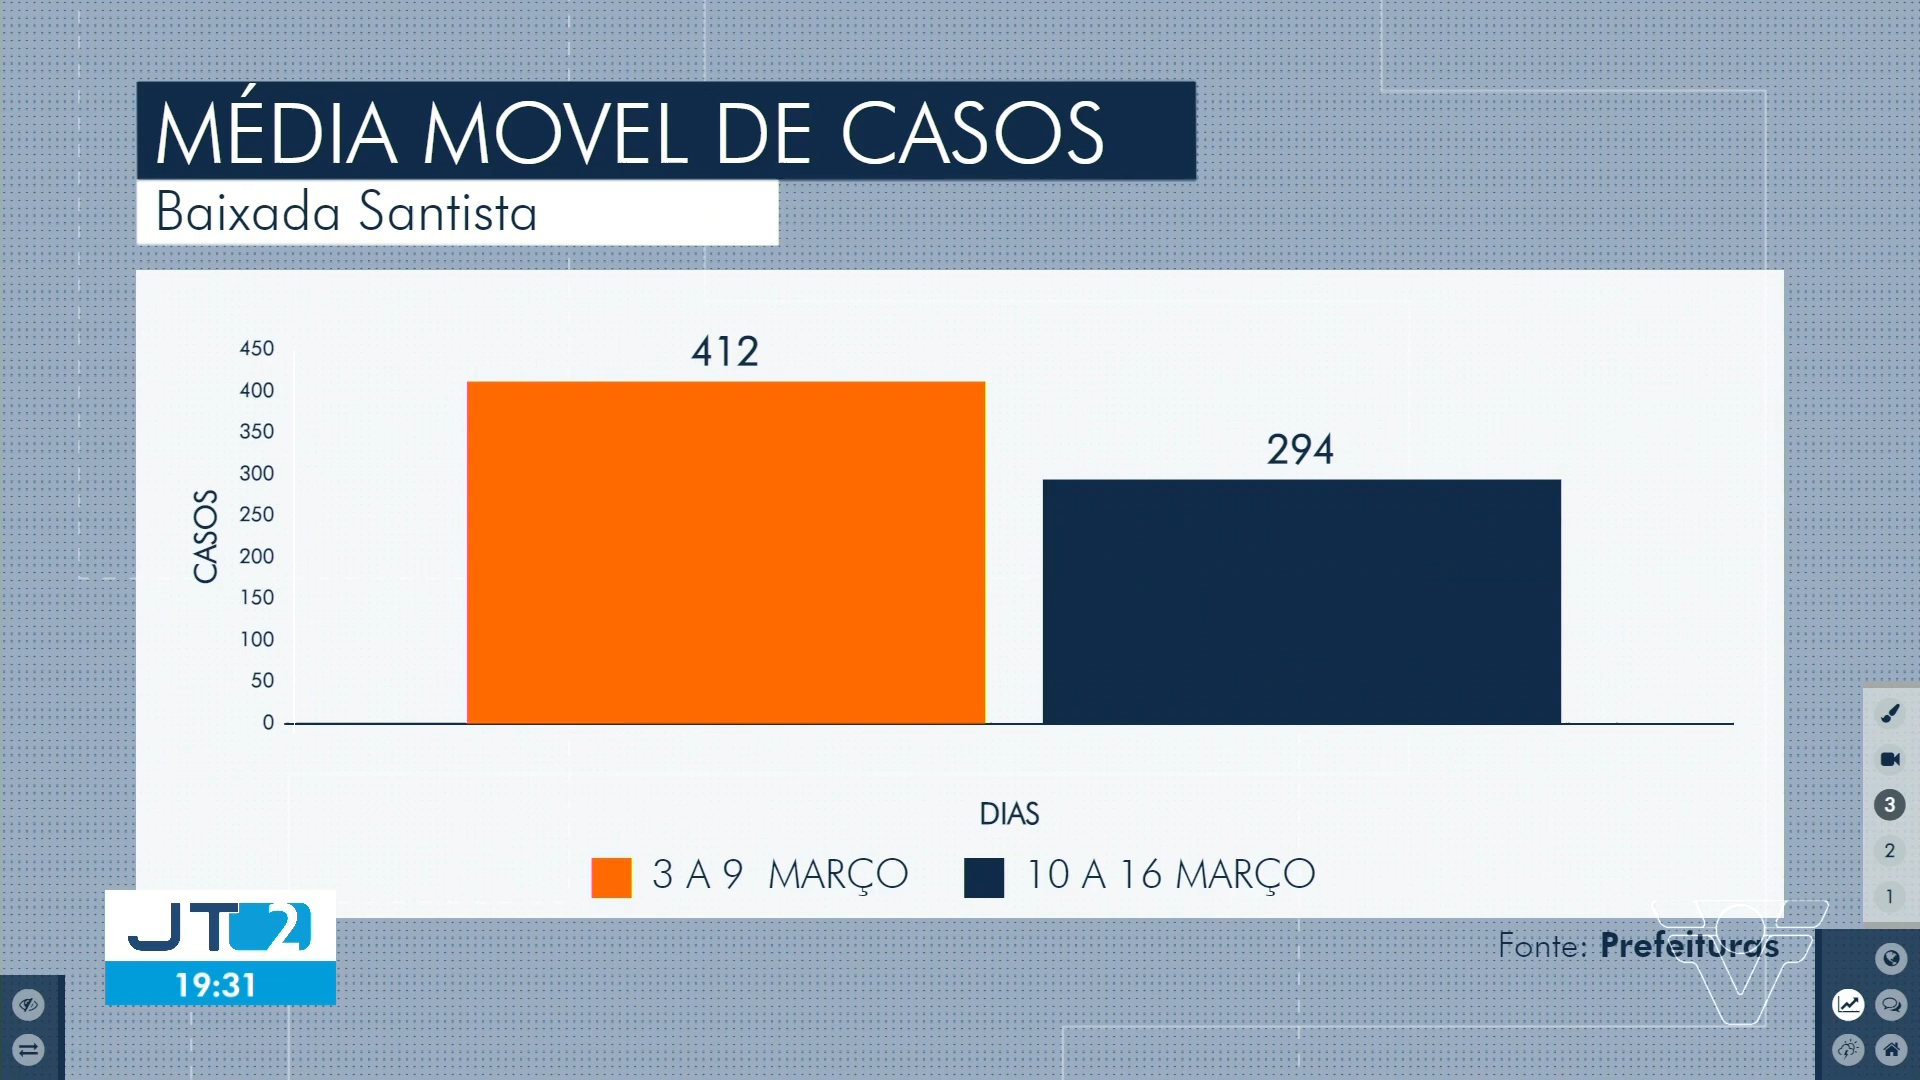 MÉDIA MOVEL DE CASOS
Baixada Santista
412
294
450
400
350
300
250
200
150
100
50
0
CASOS
DIAS
3 A 9 MARÇO
10 A 16 MARÇO
JT2
19:31
Fonte: Prefeituras
3
2
1